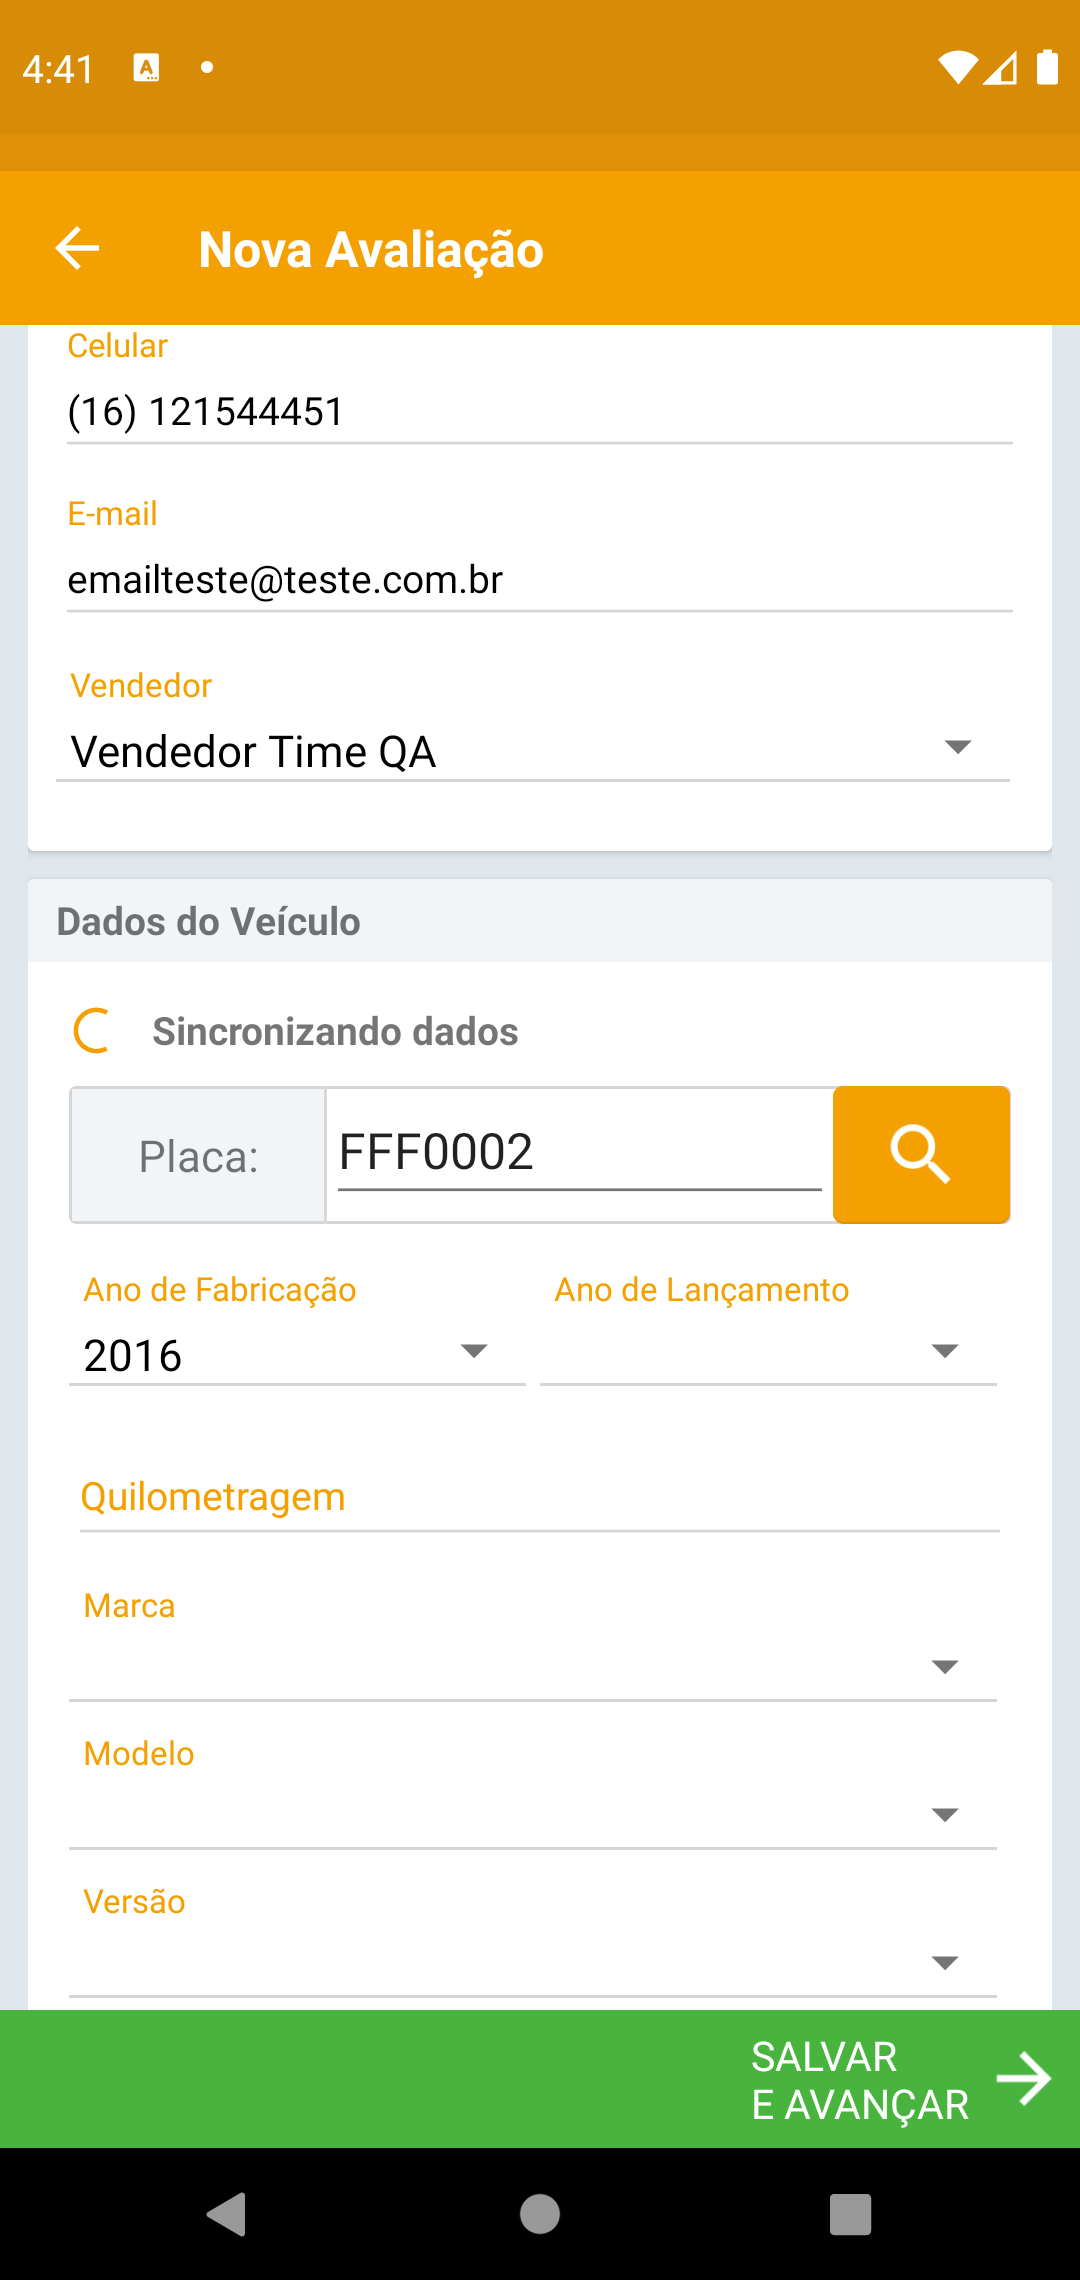 4:41
Nova Avaliação
Celular
(16) 121544451
E-mail
emailteste@teste.com.br
Vendedor
Vendedor Time QA
Dados do Veículo
Sincronizando dados
Placa:
FFF0002
Ano de Fabricação
Ano de Lançamento
2016
Quilometragem
Marca
Modelo
Versão
SALVAR
E AVANÇAR